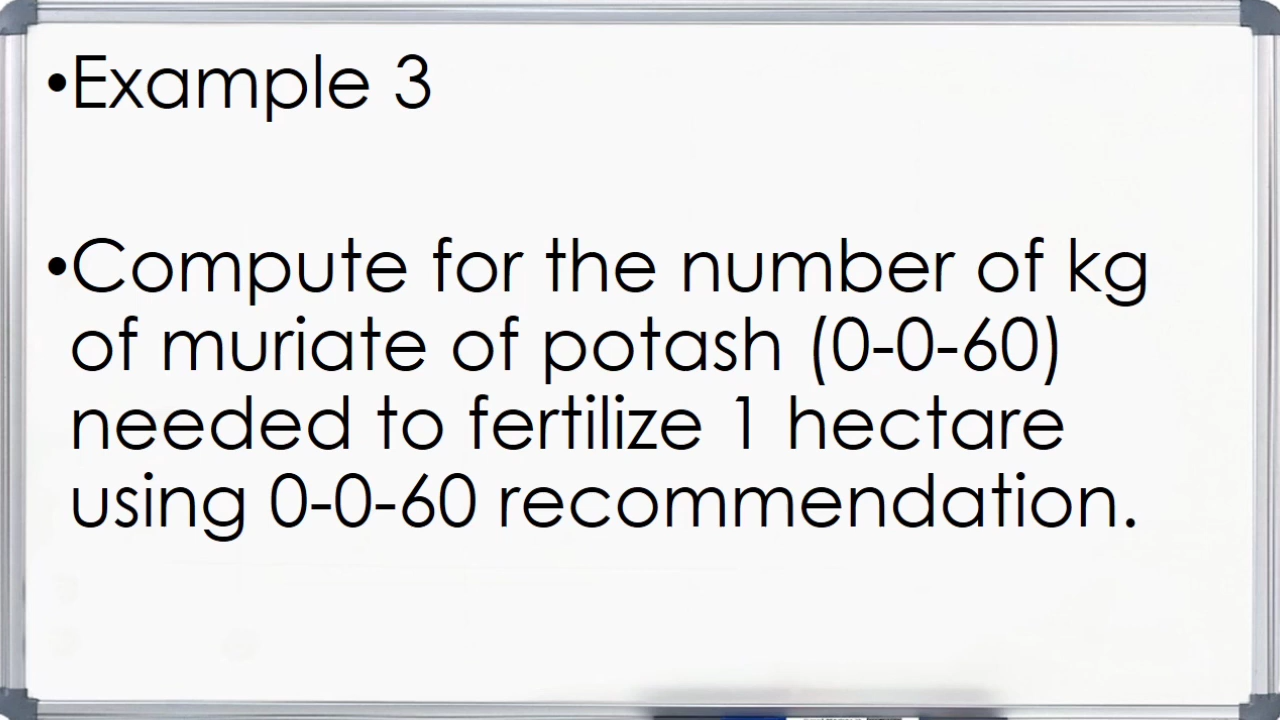 •Example 3
•Compute for the number of kg
of muriate of potash (0-0-60)
needed to fertilize 1 hectare
using 0-0-60 recommendation.